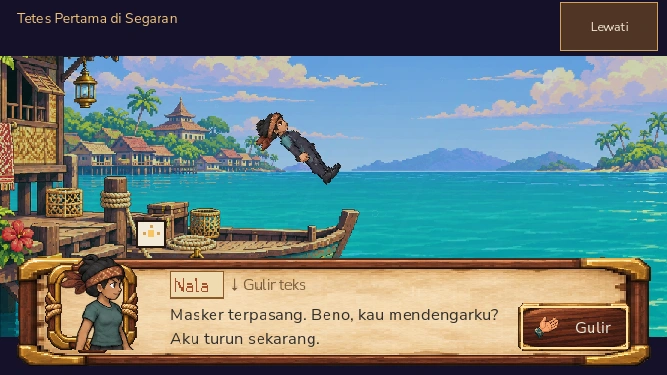 Tetes Pertama di Segaran
Lewati
Nala ↓ Gulir teks
Masker terpasang. Beno, kau mendengarku?
Aku turun sekarang.
Gulir